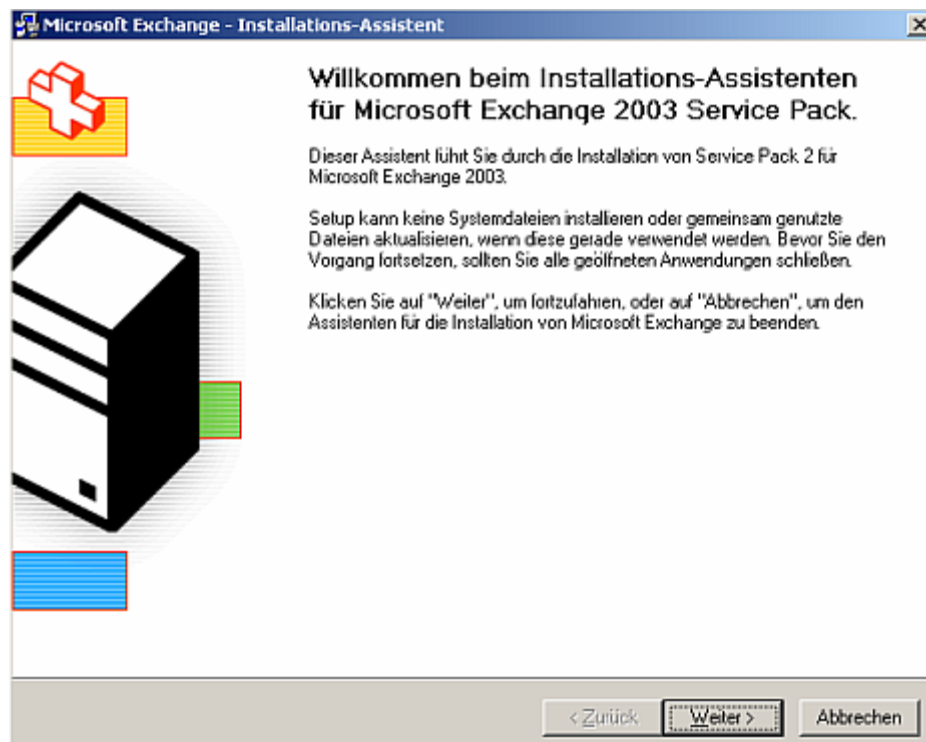 Microsoft Exchange - Installations-Assistent
Willkommen beim Installations-Assistenten
für Microsoft Exchange 2003 Service Pack.
Dieser Assistent führt Sie durch die Installation von Service Pack 2 für
Microsoft Exchange 2003.
Setup kann keine Systemdateien installieren oder gemeinsam genutzte
Dateien aktualisieren, wenn diese gerade verwendet werden. Bevor Sie den
Vorgang fortsetzen, sollten Sie alle geöffneten Anwendungen schließen.
Klicken Sie auf "Weiter", um fortzufahren, oder auf "Abbrechen", um den
Assistenten für die Installation von Microsoft Exchange zu beenden.
< Zurück Weiter > Abbrechen